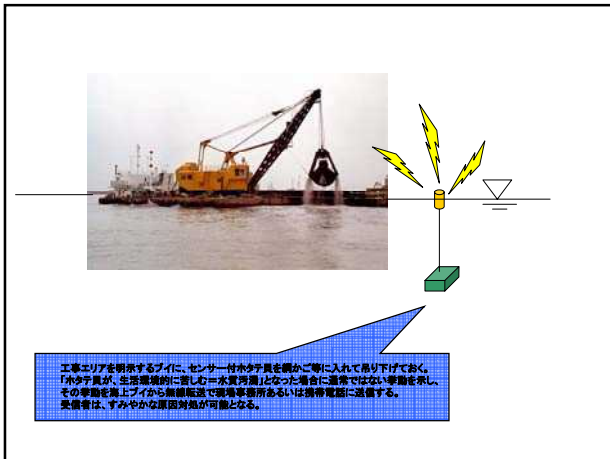 工事エリアを明示するブイに、センサー付ホタテ貝を網かご等に入れて吊り下げておく。
「ホタテ貝が、生活環境的に苦しむ＝水質汚濁」となった場合に通常ではない挙動を示し、
その挙動を海上ブイから無線転送で現場事務所あるいは携帯電話に送信する。
受信者は、すみやかな原因対処が可能となる。